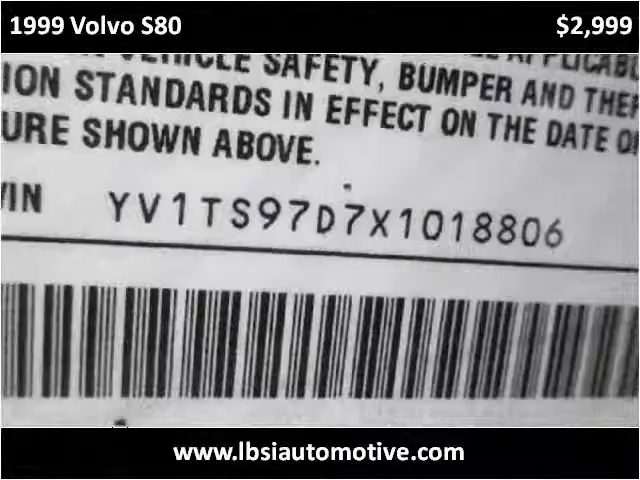 1999 Volvo S80 $2,999
VEHICLE SAFETY, BUMPER AND
ION STANDARDS IN EFFECT ON THE DATE
URE SHOWN ABOVE.
VIN YV1TS97D7X1018806
www.lbsiautomotive.com